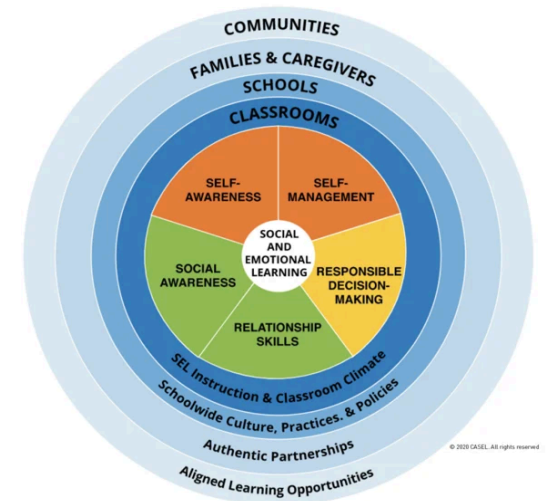 COMMUNITIES
FAMILIES & CAREGIVERS
SCHOOLS
CLASSROOMS
SELF-
AWARENESS
SELF-
MANAGEMENT
SOCIAL
AND
EMOTIONAL
LEARNING
SOCIAL
AWARENESS
RESPONSIBLE
DECISION-
MAKING
RELATIONSHIP
SKILLS
SEL Instruction & Classroom Climate
Schoolwide Culture, Practices. & Policies
Authentic Partnerships
Aligned Learning Opportunities
© 2020 CASEL. All rights reserved